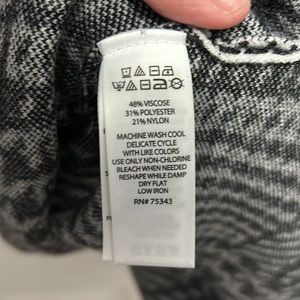 M
48% VISCOSE
31% POLYESTER
21% NYLON
MACHINE WASH COOL
DELICATE CYCLE
WITH LIKE COLORS
USE ONLY NON-CHLORINE
BLEACH WHEN NEEDED
RESHAPE WHILE DAMP
DRY FLAT
LOW IRON
RN# 75343